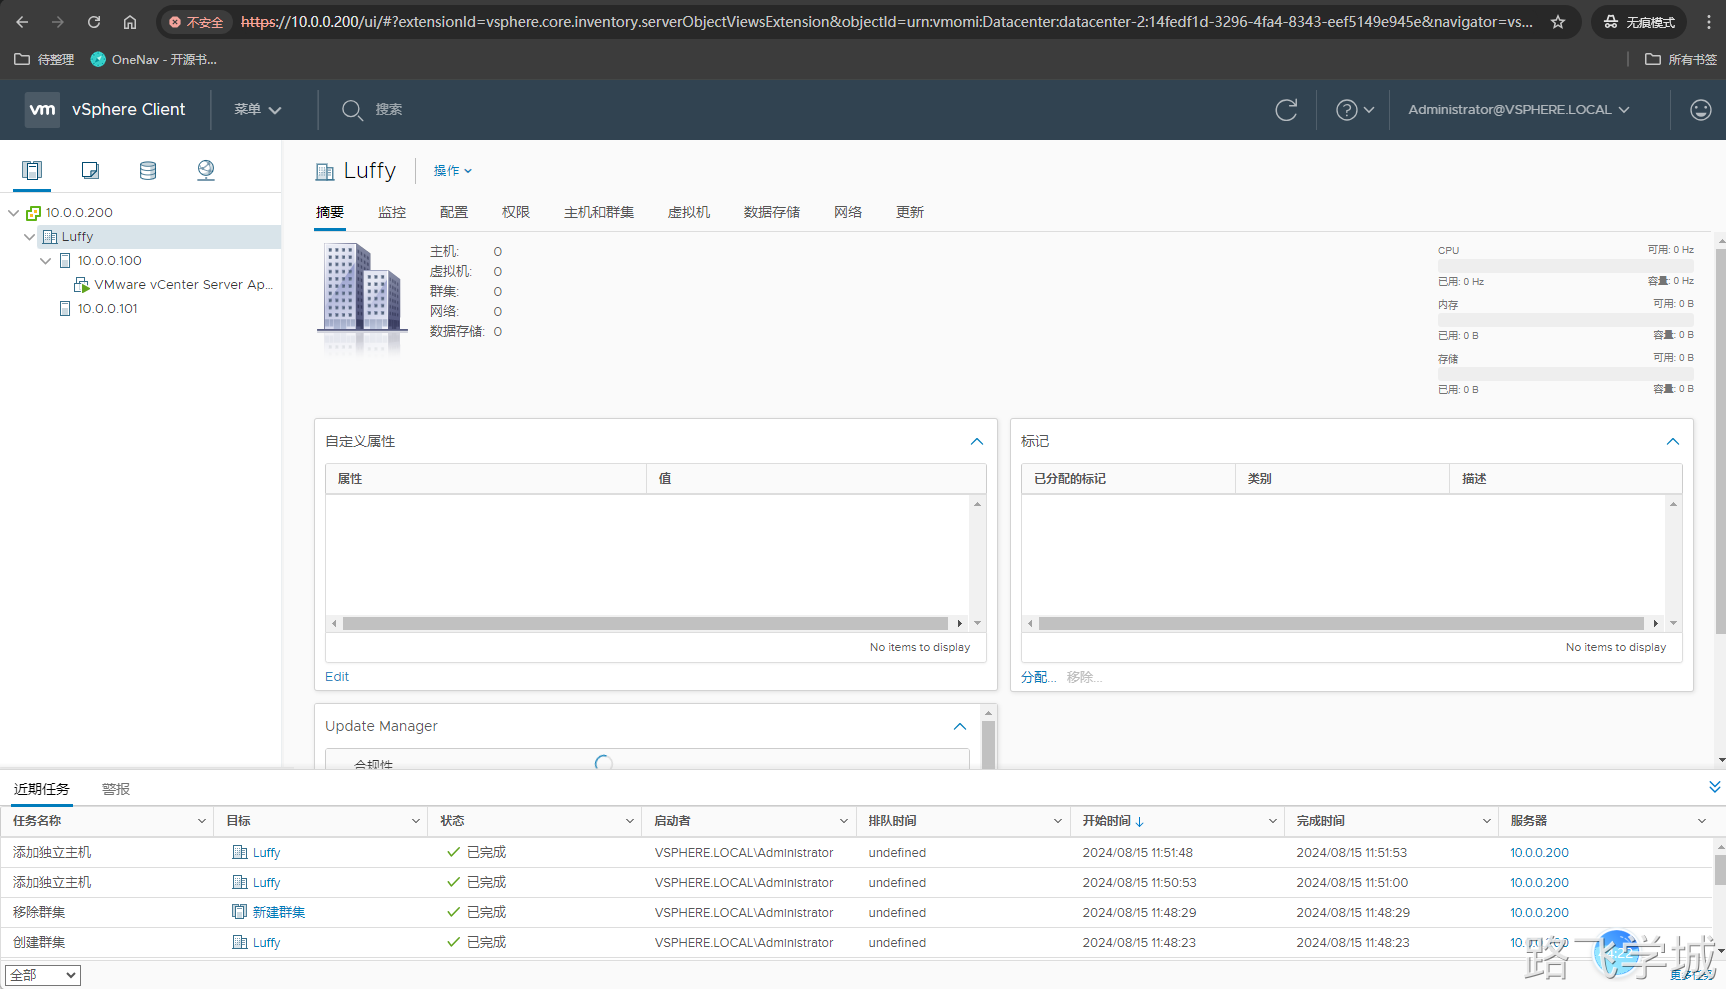 不安全 https://10.0.0.200/ui/#?extensionId=vsphere.core.inventory.serverObjectViewsExtension&objectId=urn:vmomi:Datacenter:datacenter-2:14fedf1d-3296-4fa4-8343-eef5149e945e&navigator=vs... 无痕模式
待整理 OneNav - 开源书... 所有书签
vm vSphere Client 菜单 搜索 Administrator@VSPHERE.LOCAL
Luffy 操作
摘要 监控 配置 权限 主机和群集 虚拟机 数据存储 网络 更新
10.0.0.200
Luffy
10.0.0.100
VMware vCenter Server Ap...
10.0.0.101
主机: 0
虚拟机: 0
群集: 0
网络: 0
数据存储: 0
CPU 可用: 0 Hz
已用: 0 Hz 容量: 0 Hz
内存 可用: 0 B
已用: 0 B 容量: 0 B
存储 可用: 0 B
已用: 0 B 容量: 0 B
自定义属性
属性 值
No items to display
Edit
标记
已分配的标记 类别 描述
No items to display
分配... 移除...
Update Manager
合规性
近期任务 警报
任务名称 目标 状态 启动者 排队时间 开始时间 ↓ 完成时间 服务器
添加独立主机 Luffy 已完成 VSPHERE.LOCAL\Administrator undefined 2024/08/15 11:51:48 2024/08/15 11:51:53 10.0.0.200
添加独立主机 Luffy 已完成 VSPHERE.LOCAL\Administrator undefined 2024/08/15 11:50:53 2024/08/15 11:51:00 10.0.0.200
移除群集 新建群集 已完成 VSPHERE.LOCAL\Administrator undefined 2024/08/15 11:48:29 2024/08/15 11:48:29 10.0.0.200
创建群集 Luffy 已完成 VSPHERE.LOCAL\Administrator undefined 2024/08/15 11:48:23 2024/08/15 11:48:23 10.0.0.200
全部 更多任务
路飞学城